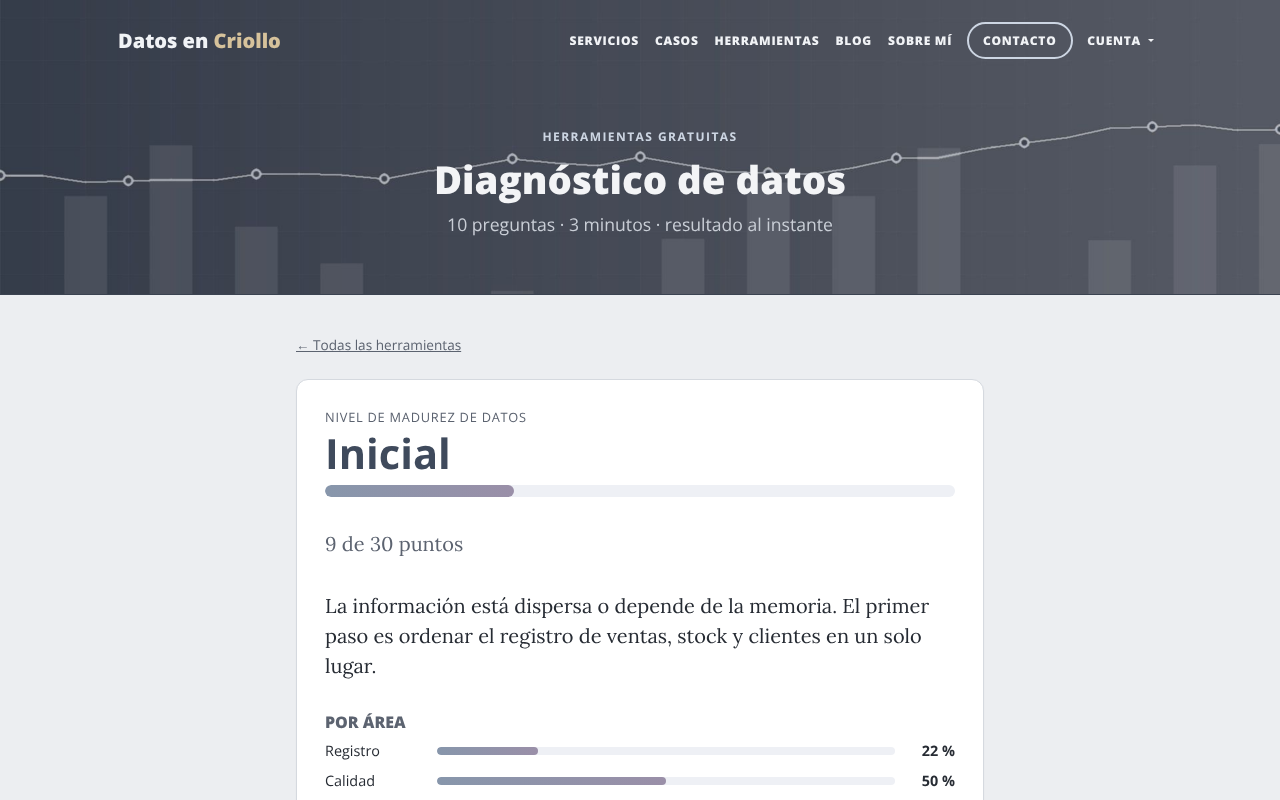 Datos en Criollo
SERVICIOS CASOS HERRAMIENTAS BLOG SOBRE MÍ CONTACTO CUENTA
HERRAMIENTAS GRATUITAS
Diagnóstico de datos
10 preguntas · 3 minutos · resultado al instante
← Todas las herramientas
NIVEL DE MADUREZ DE DATOS
Inicial
9 de 30 puntos
La información está dispersa o depende de la memoria. El primer
paso es ordenar el registro de ventas, stock y clientes en un solo
lugar.
POR ÁREA
Registro 22 %
Calidad 50 %